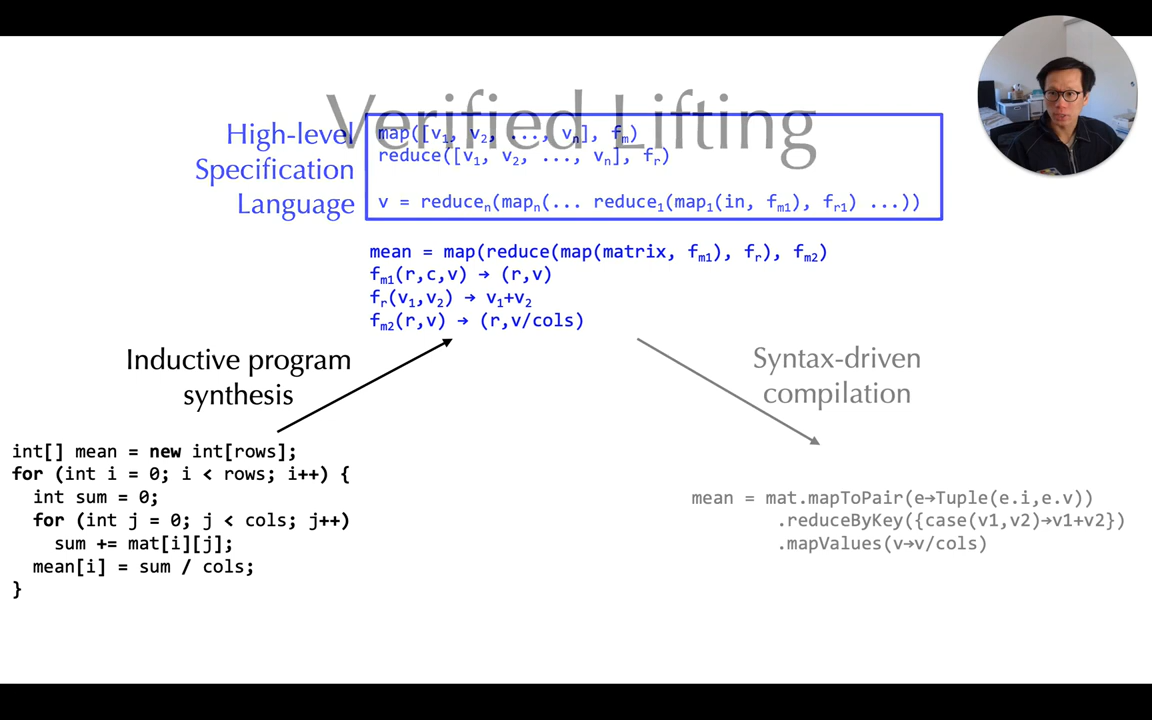 Verified Lifting
High-level
Specification
Language
map([v₁, v₂, ..., vₙ], fₘ)
reduce([v₁, v₂, ..., vₙ], fᵣ)
v = reduceₙ(mapₙ(... reduce₁(map₁(in, fₘ₁), fᵣ₁) ...))
mean = map(reduce(map(matrix, fₘ₁), fᵣ), fₘ₂)
fₘ₁(r,c,v) → (r,v)
fᵣ(v₁,v₂) → v₁+v₂
fₘ₂(r,v) → (r,v/cols)
Inductive program
synthesis
Syntax-driven
compilation
int[] mean = new int[rows];
for (int i = 0; i < rows; i++) {
  int sum = 0;
  for (int j = 0; j < cols; j++)
    sum += mat[i][j];
  mean[i] = sum / cols;
}
mean = mat.mapToPair(e→Tuple(e.i,e.v))
        .reduceByKey({case(v1,v2)→v1+v2})
        .mapValues(v→v/cols)